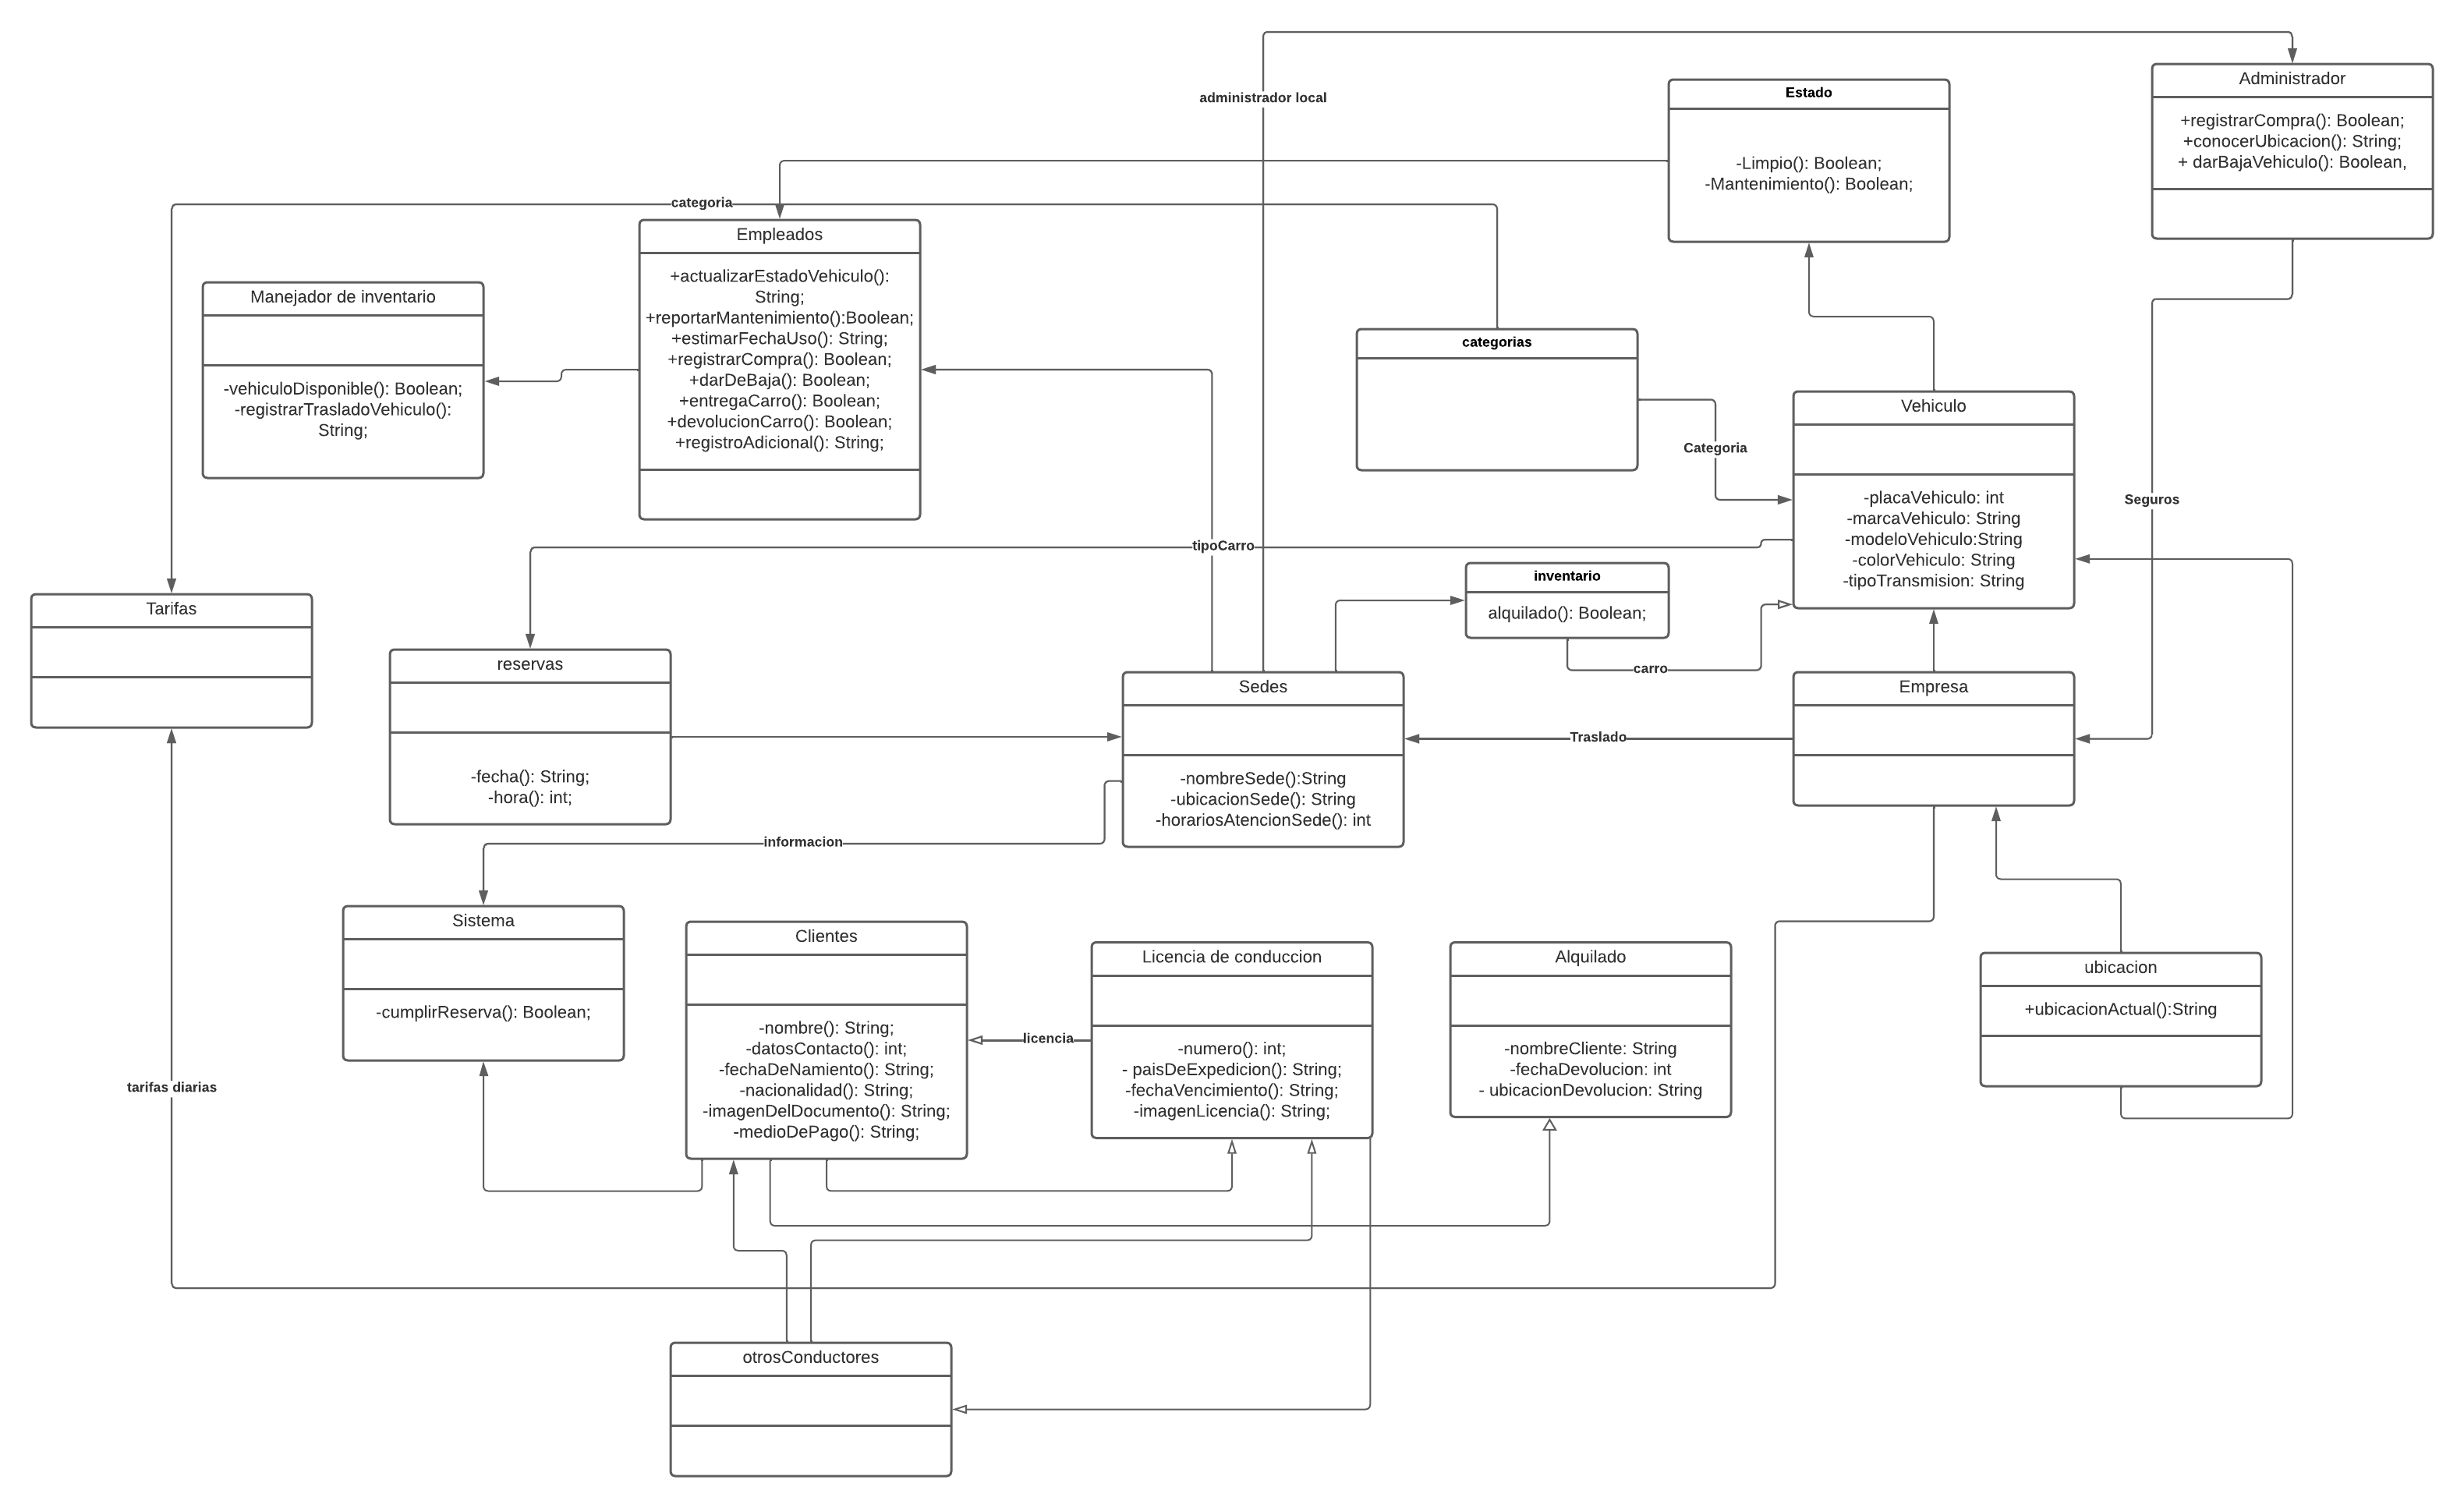 administrador local
Estado
-Limpio(): Boolean;
-Mantenimiento(): Boolean;
Administrador
+registrarCompra(): Boolean;
+conocerUbicacion(): String;
+ darBajaVehiculo(): Boolean,
categoria
Empleados
+actualizarEstadoVehiculo():
String;
+reportarMantenimiento():Boolean;
+estimarFechaUso(): String;
+registrarCompra(): Boolean;
+darDeBaja(): Boolean;
+entregaCarro(): Boolean;
+devolucionCarro(): Boolean;
+registroAdicional(): String;
Manejador de inventario
-vehiculoDisponible(): Boolean;
-registrarTrasladoVehiculo():
String;
categorias
Categoria
Vehiculo
-placaVehiculo: int
-marcaVehiculo: String
-modeloVehiculo:String
-colorVehiculo: String
-tipoTransmision: String
Seguros
tipoCarro
inventario
alquilado(): Boolean;
carro
Tarifas
reservas
-fecha(): String;
-hora(): int;
Sedes
-nombreSede():String
-ubicacionSede(): String
-horariosAtencionSede(): int
Traslado
Empresa
informacion
Sistema
-cumplirReserva(): Boolean;
Clientes
-nombre(): String;
-datosContacto(): int;
-fechaDeNamiento(): String;
-nacionalidad(): String;
-imagenDelDocumento(): String;
-medioDePago(): String;
licencia
Licencia de conduccion
-numero(): int;
- paisDeExpedicion(): String;
-fechaVencimiento(): String;
-imagenLicencia(): String;
Alquilado
-nombreCliente: String
-fechaDevolucion: int
- ubicacionDevolucion: String
ubicacion
+ubicacionActual():String
tarifas diarias
otrosConductores